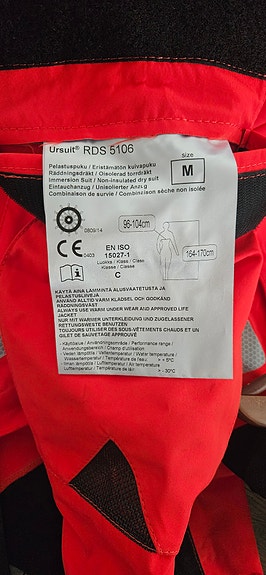 Ursuit® RDS 5106
Pelastuspuku / Eristämätön kuivapuku
Räddningsdräkt / Oisolerad torrdräkt
Immersion Suit / Non-insulated dry suit
Eintauchanzug / Unisolierter Anzug
Combinaison de survie / Combinaison sèche non isolée
SIZE
M
96-104cm
164-170cm
0809/14
CE 0403
EN ISO
15027-1
Luokka / Klass / Class
Klasse / Classe
C
KÄYTÄ AINA LÄMMINTÄ ALUSVAATETUSTA JA
PELASTUSLIIVEJÄ
ANVÄND ALLTID VARM KLÄDSEL OCH GODKÄND
RÄDDNINGSVÄST
ALWAYS USE WARM UNDER WEAR AND APPROVED LIFE
JACKET
NUR MIT WARMER UNTERKLEIDUNG UND ZUGELASSENER
RETTUNGSWESTE BENUTZEN
TOUJOURS UTILISER DES SOUS-VÊTEMENTS CHAUDS ET UN
GILET DE SAUVETAGE APPROUVÉ
- Käyttöalue / Användningsområde / Performance range /
Anwendungsbereich / Champ d'utilisation
- Veden lämpötila / Vattentemperatur / Water temperature /
Wassertemperatur / Température de l'eau > + 5°C
- Ilman lämpötila / Lufttemperatur / Air temperature
Lufttemperatur / Température de l'air > - 30°C